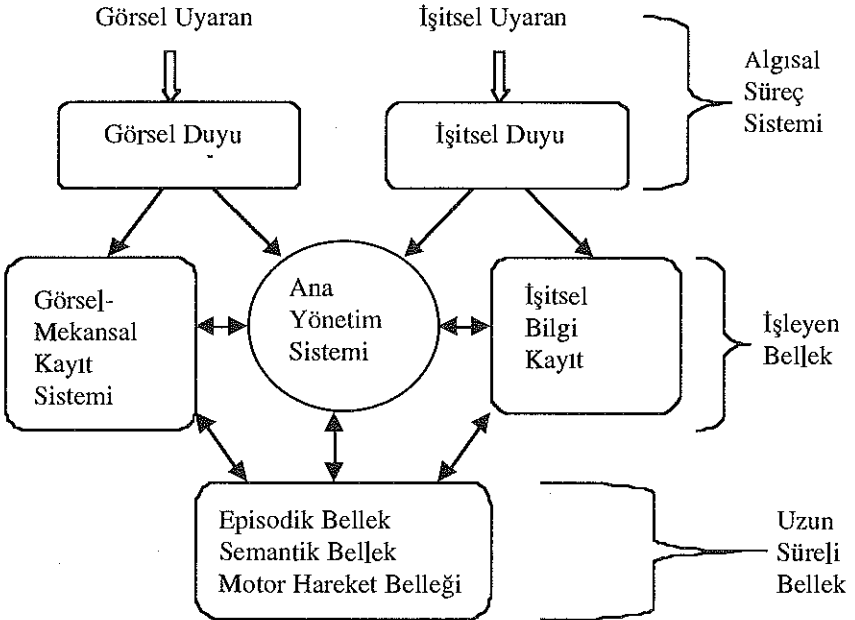 Görsel Uyaran
İşitsel Uyaran
Algısal
Süreç
Sistemi
Görsel Duyu
İşitsel Duyu
Görsel-
Mekansal
Kayıt
Sistemi
Ana
Yönetim
Sistemi
İşitsel
Bilgi
Kayıt
İşleyen
Bellek
Episodik Bellek
Semantik Bellek
Motor Hareket Belleği
Uzun
Süreli
Bellek